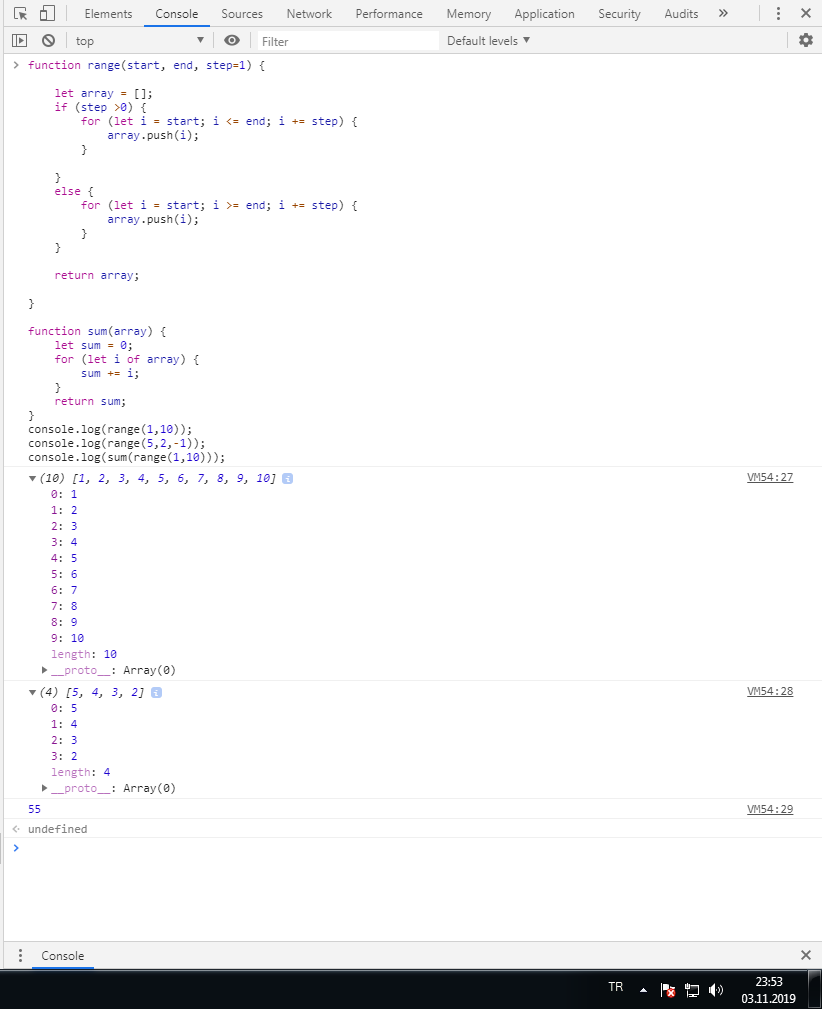 Elements Console Sources Network Performance Memory Application Security Audits »
top Filter Default levels
> function range(start, end, step=1) {
let array = [];
if (step >0) {
for (let i = start; i <= end; i += step) {
array.push(i);
}
}
else {
for (let i = start; i >= end; i += step) {
array.push(i);
}
}
return array;
}
function sum(array) {
let sum = 0;
for (let i of array) {
sum += i;
}
return sum;
}
console.log(range(1,10));
console.log(range(5,2,-1));
console.log(sum(range(1,10)));
(10) [1, 2, 3, 4, 5, 6, 7, 8, 9, 10] i VM54:27
0: 1
1: 2
2: 3
3: 4
4: 5
5: 6
6: 7
7: 8
8: 9
9: 10
length: 10
__proto__: Array(0)
(4) [5, 4, 3, 2] i VM54:28
0: 5
1: 4
2: 3
3: 2
length: 4
__proto__: Array(0)
55 VM54:29
undefined
>
Console
TR 23:53
03.11.2019